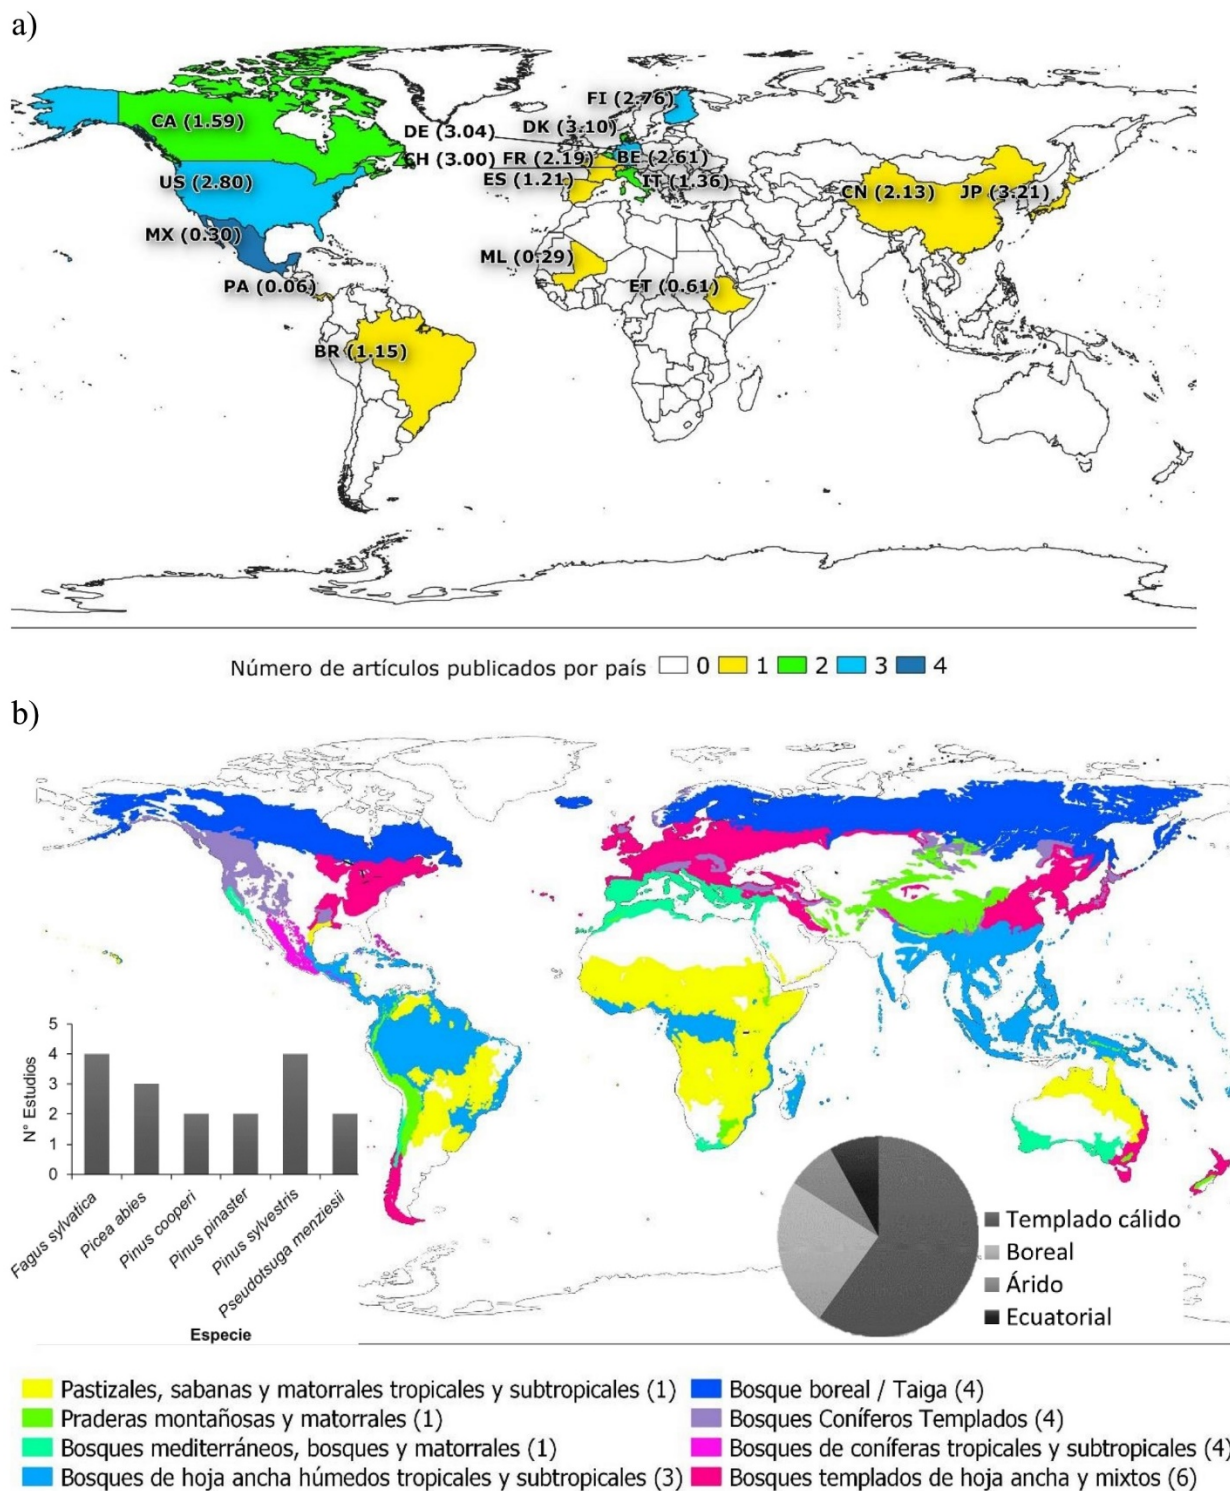 a)
FI (2.76)
CA (1.59)
DE (3.04)
DK (3.10)
CH (3.00)
FR (2.19)
BE (2.61)
US (2.80)
ES (1.21)
IT (1.36)
CN (2.13)
JP (3.21)
MX (0.30)
ML (0.29)
PA (0.06)
ET (0.61)
BR (1.15)
Número de artículos publicados por país 0 1 2 3 4
b)
5
4
3
2
1
0
N° Estudios
Fagus sylvatica
Picea abies
Pinus cooperi
Pinus pinaster
Pinus sylvestris
Pseudotsuga menziesii
Especie
Templado cálido
Boreal
Árido
Ecuatorial
Pastizales, sabanas y matorrales tropicales y subtropicales (1)
Praderas montañosas y matorrales (1)
Bosques mediterráneos, bosques y matorrales (1)
Bosques de hoja ancha húmedos tropicales y subtropicales (3)
Bosque boreal / Taiga (4)
Bosques Coníferos Templados (4)
Bosques de coníferas tropicales y subtropicales (4)
Bosques templados de hoja ancha y mixtos (6)